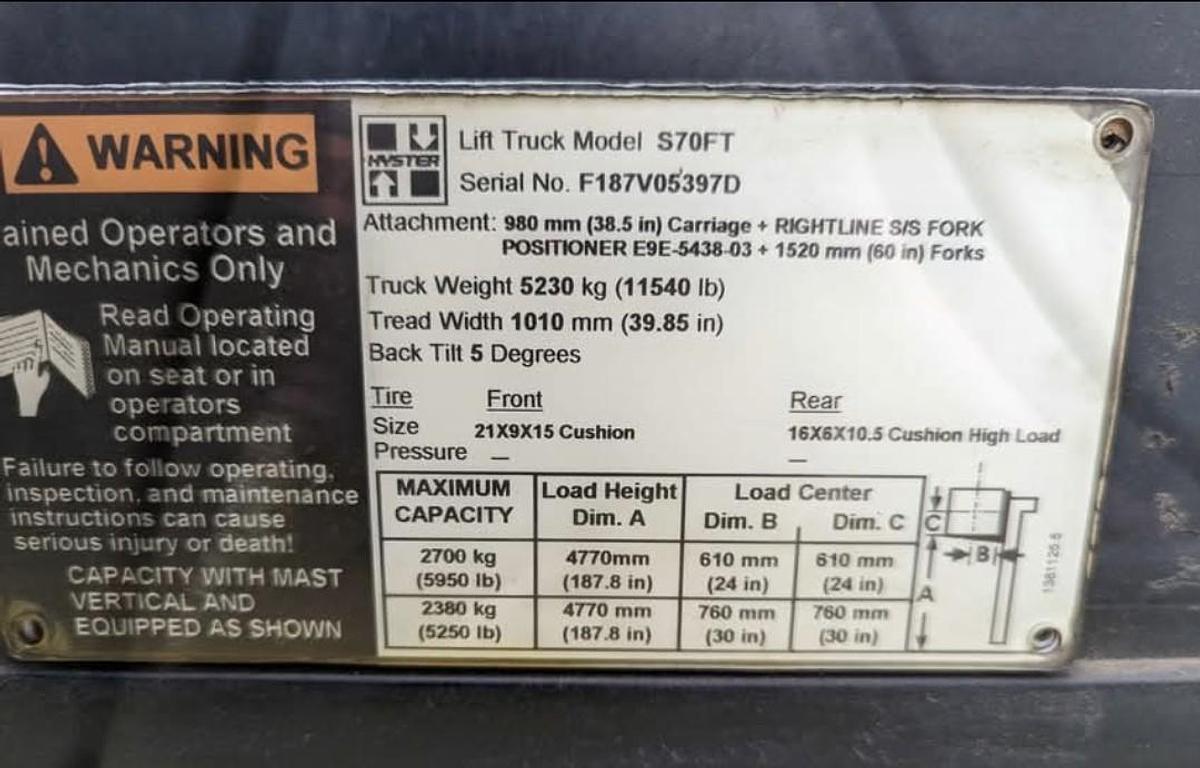 WARNING
ained Operators and
Mechanics Only
Read Operating
Manual located
on seat or in
operators
compartment
Failure to follow operating,
inspection, and maintenance
instructions can cause
serious injury or death!
CAPACITY WITH MAST
VERTICAL AND
EQUIPPED AS SHOWN
HYSTER
Lift Truck Model S70FT
Serial No. F187V05397D
Attachment: 980 mm (38.5 in) Carriage + RIGHTLINE S/S FORK
POSITIONER E9E-5438-03 + 1520 mm (60 in) Forks
Truck Weight 5230 kg (11540 lb)
Tread Width 1010 mm (39.85 in)
Back Tilt 5 Degrees
Tire Front Rear
Size 21X9X15 Cushion 16X6X10.5 Cushion High Load
Pressure — —
MAXIMUM Load Height Load Center
CAPACITY Dim. A Dim. B Dim. C
2700 kg 4770mm 610 mm 610 mm
(5950 lb) (187.8 in) (24 in) (24 in)
2380 kg 4770 mm 760 mm 760 mm
(5250 lb) (187.8 in) (30 in) (30 in)
C
B
A